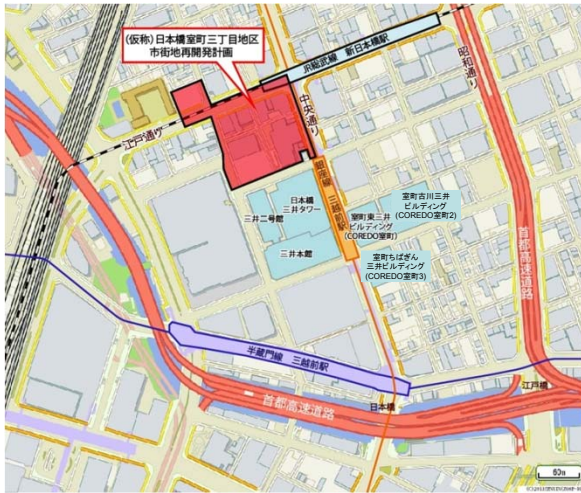 (仮称)日本橋室町三丁目地区
市街地再開発計画
JR総武線 新日本橋駅
昭和通り
中央通り
江戸通り
銀座線 三越前駅
日本橋
三井タワー
三井二号館
三井本館
室町東三井
ビルディング
(COREDO室町)
室町古川三井
ビルディング
(COREDO室町2)
室町ちばぎん
三井ビルディング
(COREDO室町3)
首都高速道路
半蔵門線 三越前駅
首都高速道路
日本橋
江戸橋
60m